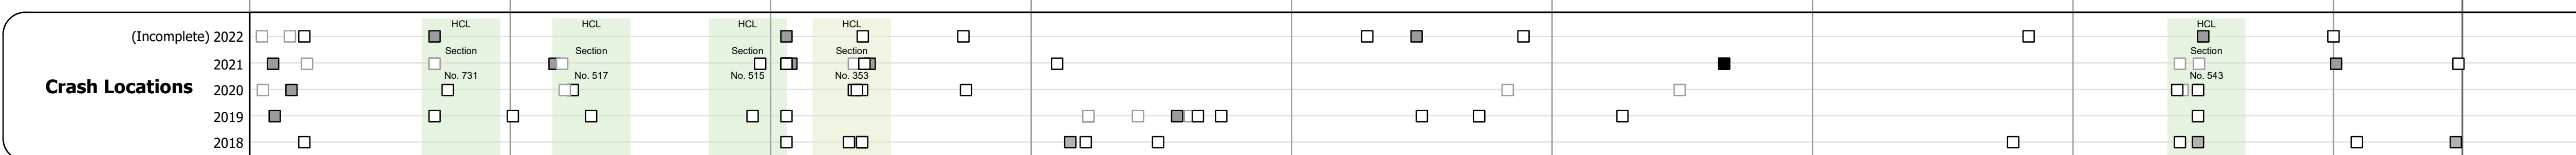 HCL HCL HCL HCL HCL
(Incomplete) 2022
Section Section Section Section Section
2021
No. 731 No. 517 No. 515 No. 353 No. 543
Crash Locations
2020
2019
2018